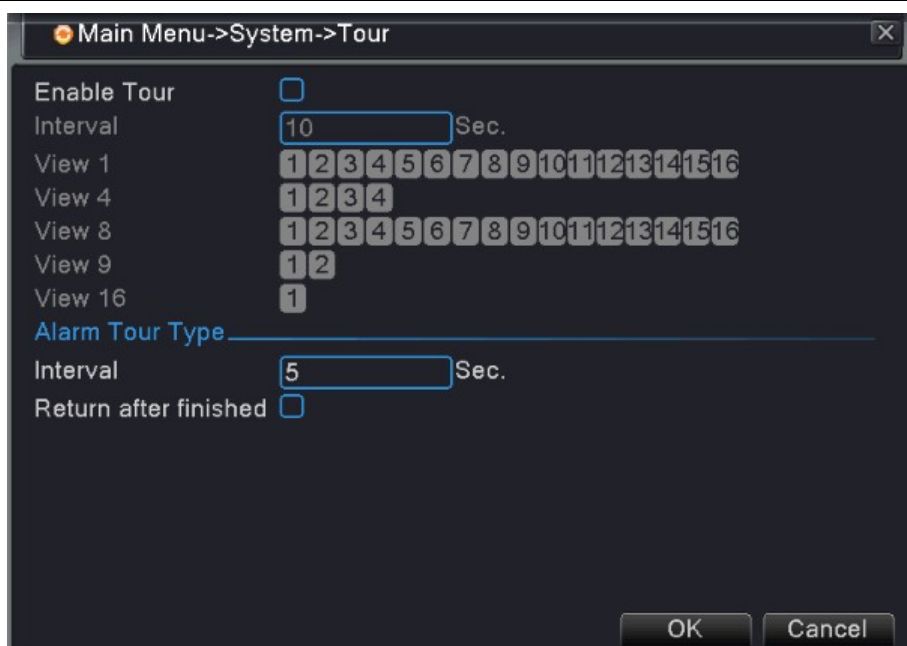 Main Menu->System->Tour
Enable Tour
Interval 10 Sec.
View 1 1 2 3 4 5 6 7 8 9 10 11 12 13 14 15 16
View 4 1 2 3 4
View 8 1 2 3 4 5 6 7 8 9 10 11 12 13 14 15 16
View 9 1 2
View 16 1
Alarm Tour Type
Interval 5 Sec.
Return after finished
OK Cancel